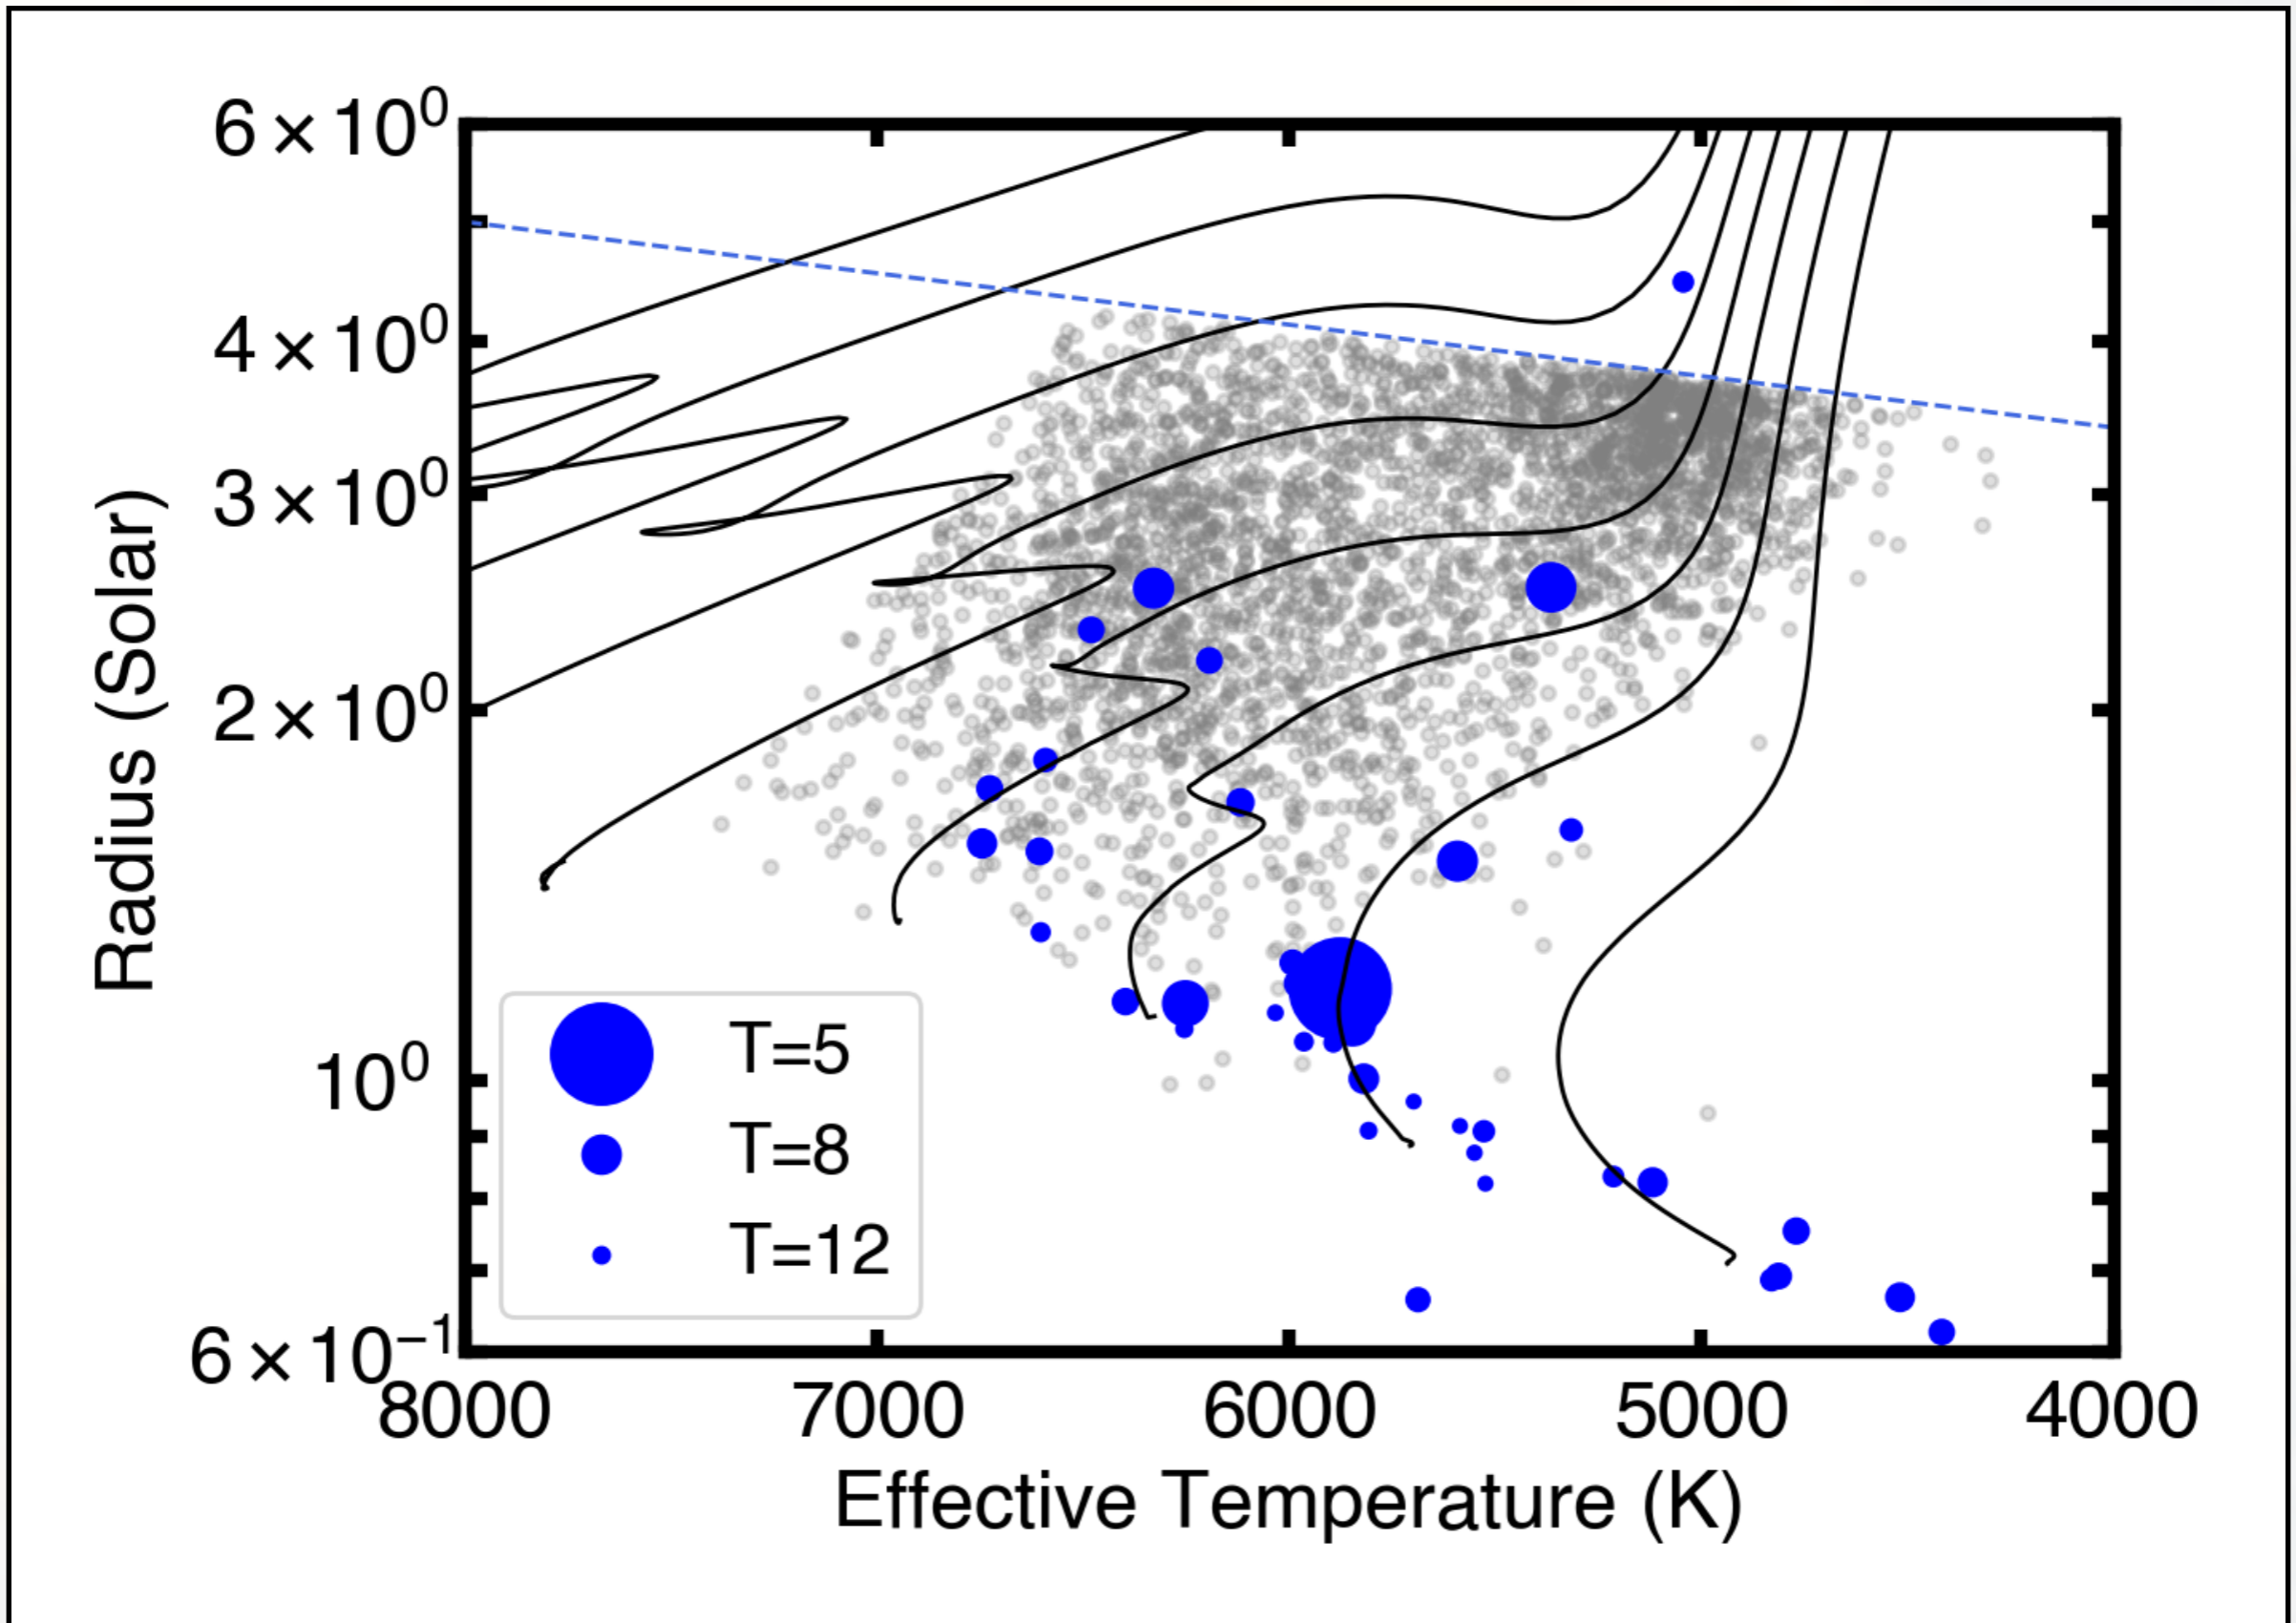 6×10⁰
4×10⁰
3×10⁰
2×10⁰
10⁰
6×10⁻¹
Radius (Solar)
T=5
T=8
T=12
8000 7000 6000 5000 4000
Effective Temperature (K)